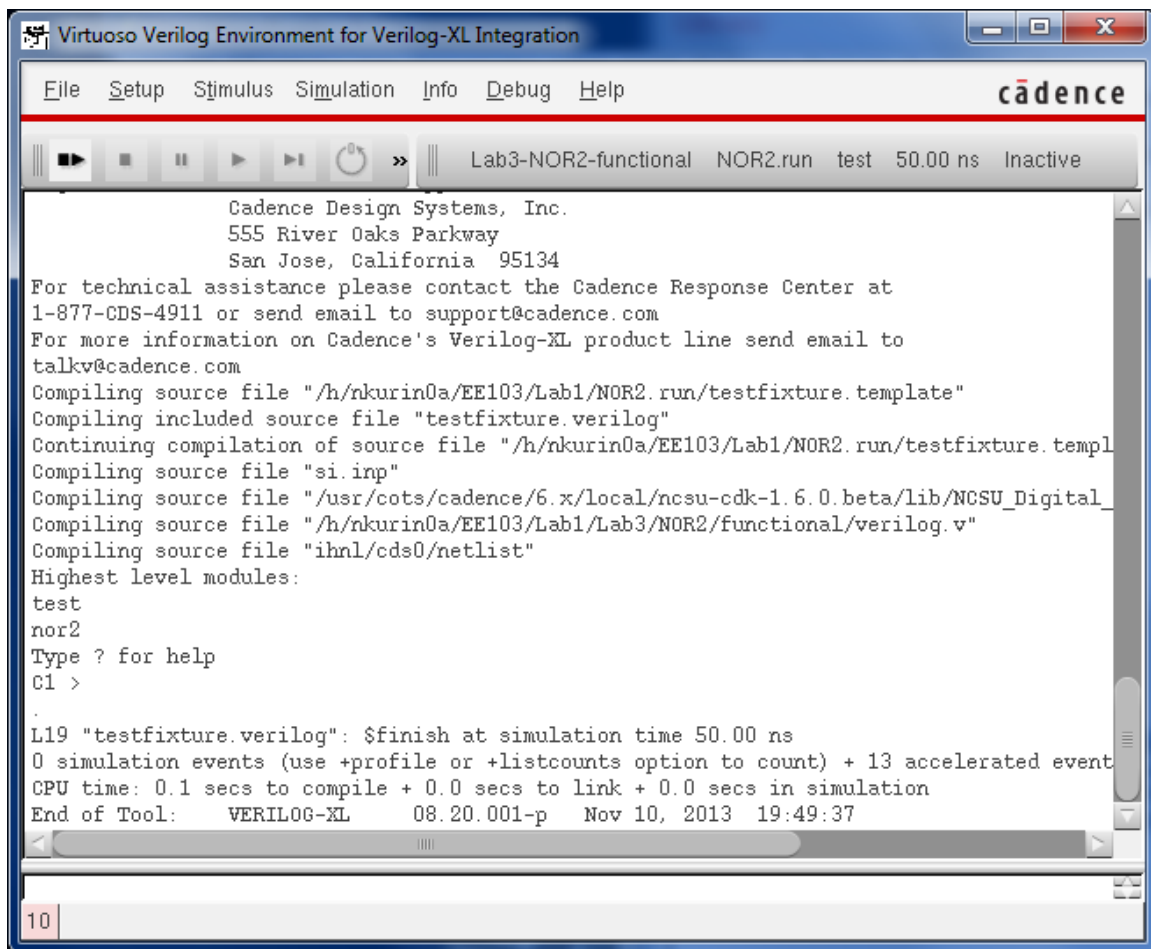 Virtuoso Verilog Environment for Verilog-XL Integration
File Setup Stimulus Simulation Info Debug Help
cādence
Lab3-NOR2-functional NOR2.run test 50.00 ns Inactive
Cadence Design Systems, Inc.
555 River Oaks Parkway
San Jose, California 95134
For technical assistance please contact the Cadence Response Center at
1-877-CDS-4911 or send email to support@cadence.com
For more information on Cadence's Verilog-XL product line send email to
talkv@cadence.com
Compiling source file "/h/nkurin0a/EE103/Lab1/NOR2.run/testfixture.template"
Compiling included source file "testfixture.verilog"
Continuing compilation of source file "/h/nkurin0a/EE103/Lab1/NOR2.run/testfixture.templ
Compiling source file "si.inp"
Compiling source file "/usr/cots/cadence/6.x/local/ncsu-cdk-1.6.0.beta/lib/NCSU_Digital_
Compiling source file "/h/nkurin0a/EE103/Lab1/Lab3/NOR2/functional/verilog.v"
Compiling source file "ihnl/cds0/netlist"
Highest level modules:
test
nor2
Type ? for help
C1 >
.
L19 "testfixture.verilog": $finish at simulation time 50.00 ns
0 simulation events (use +profile or +listcounts option to count) + 13 accelerated event
CPU time: 0.1 secs to compile + 0.0 secs to link + 0.0 secs in simulation
End of Tool: VERILOG-XL 08.20.001-p Nov 10, 2013 19:49:37
10